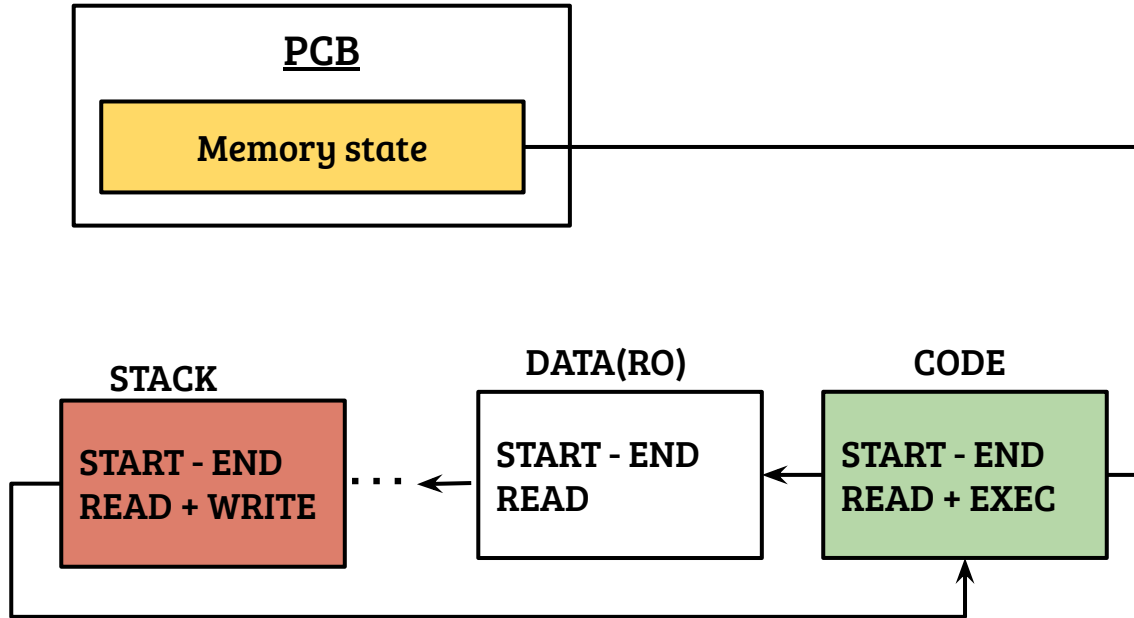 PCB
Memory state
STACK
START - END
READ + WRITE
...
DATA(RO)
START - END
READ
CODE
START - END
READ + EXEC